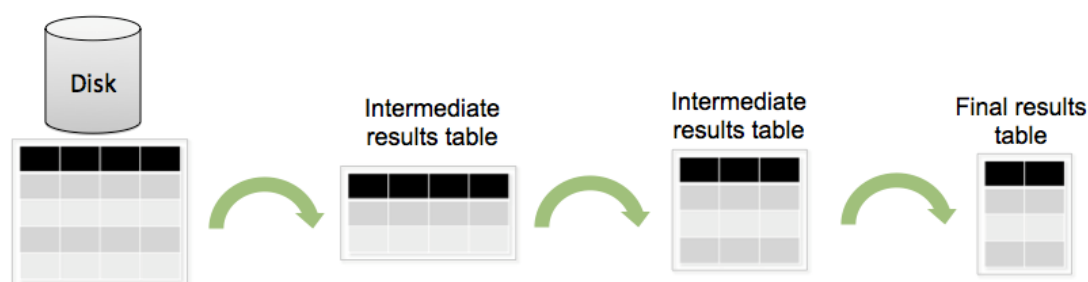 Disk
Intermediate
results table
Intermediate
results table
Final results
table